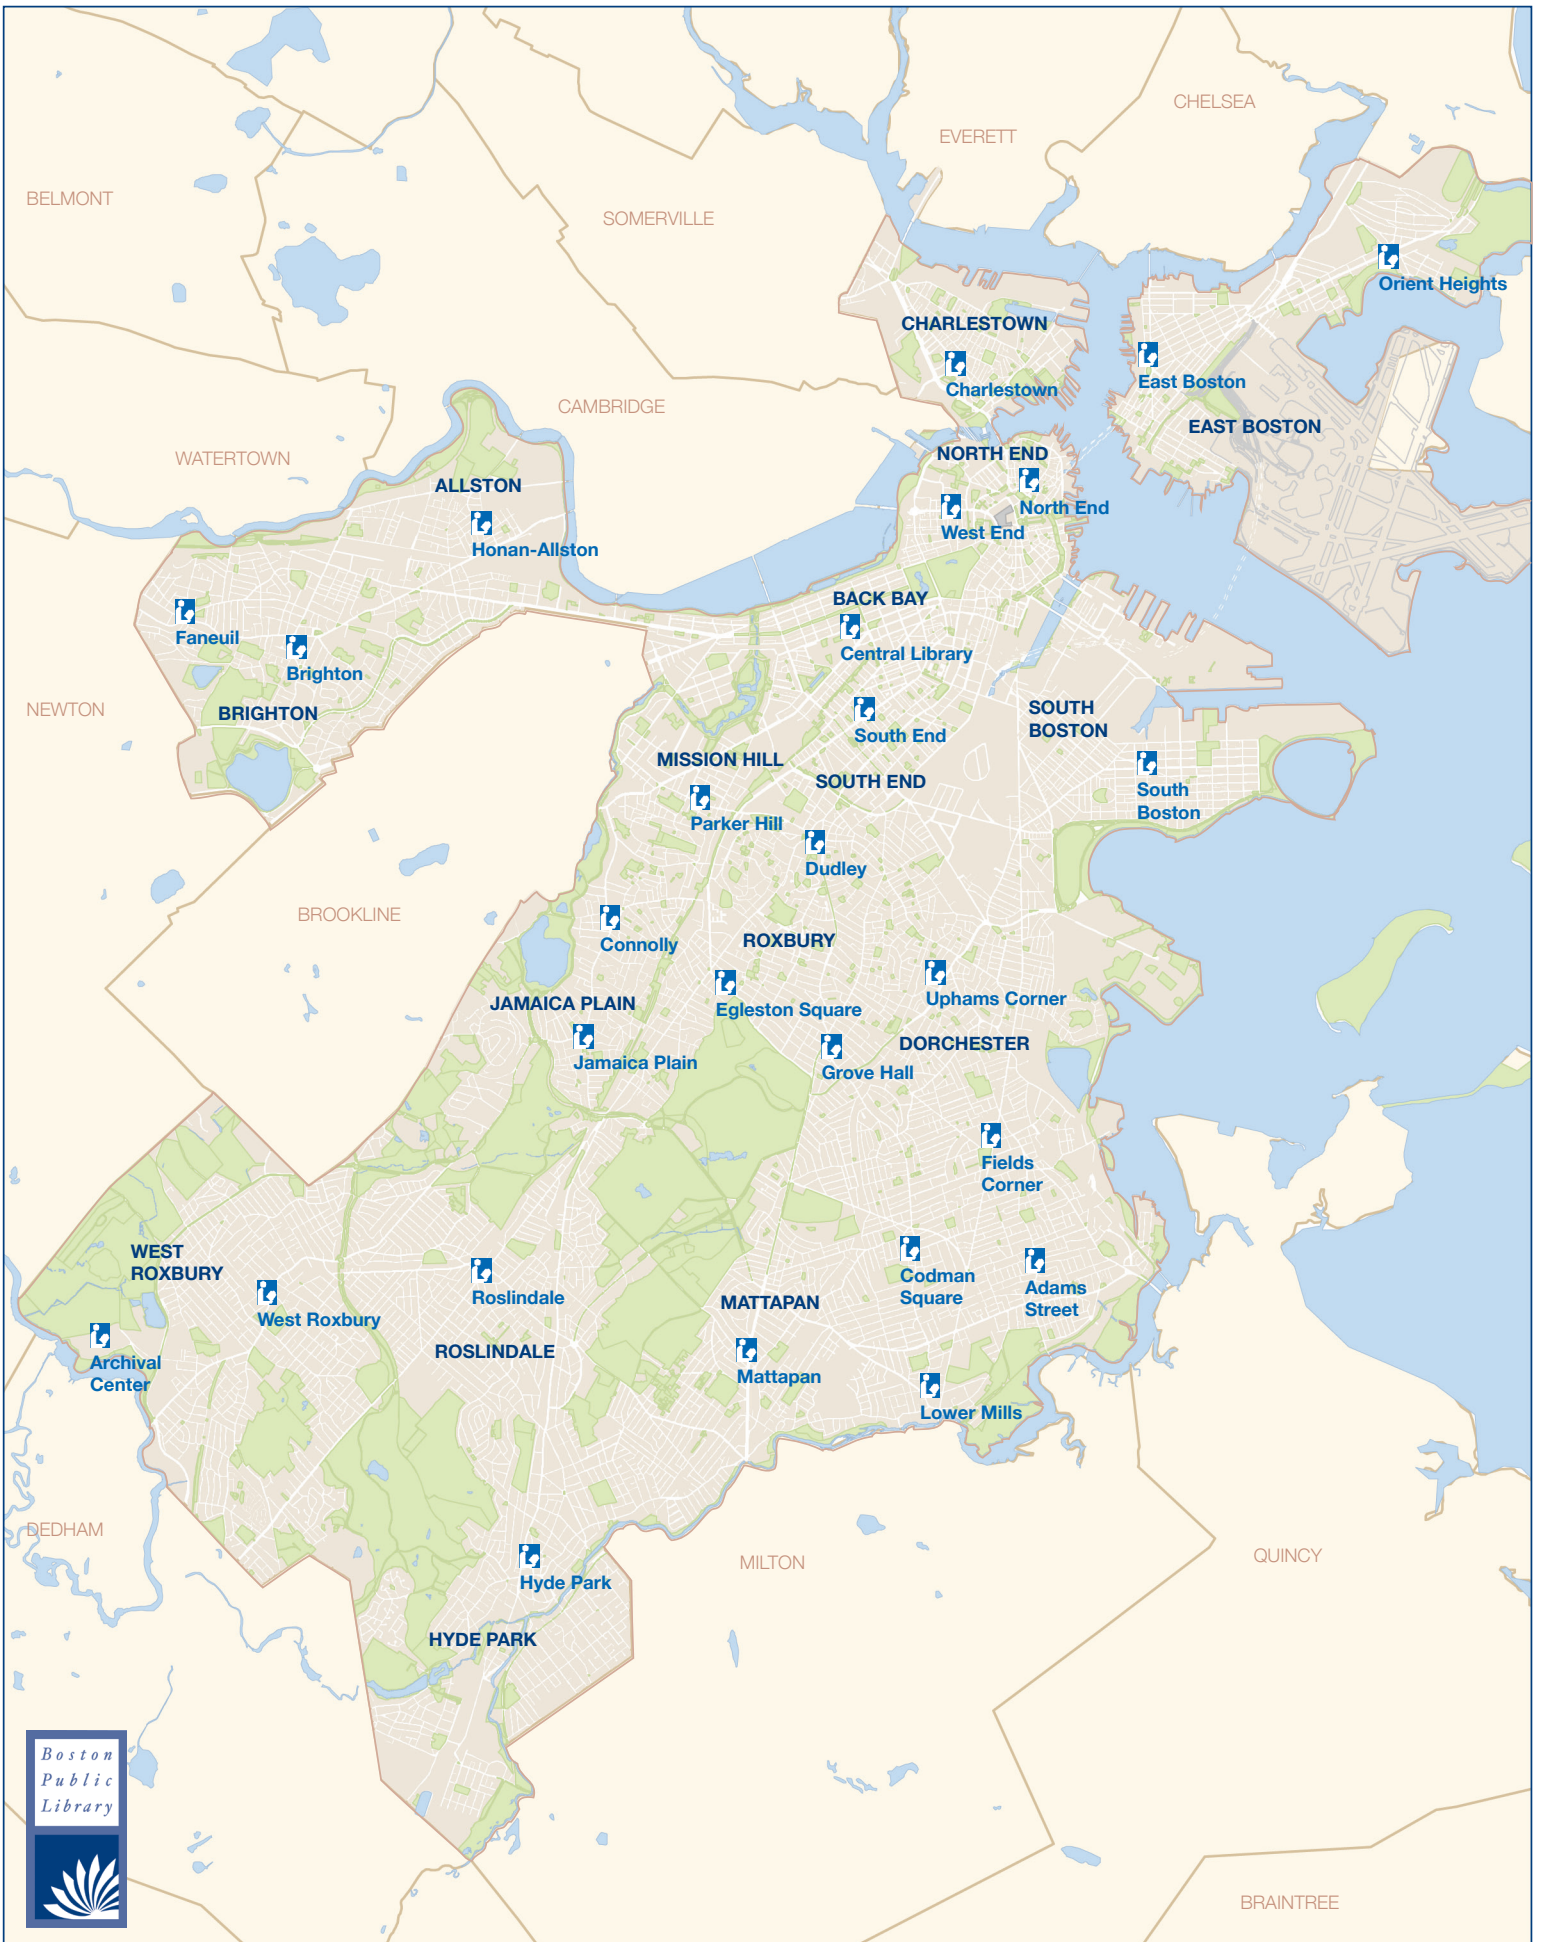 CHELSEA
EVERETT
BELMONT
SOMERVILLE
Orient Heights
CHARLESTOWN
Charlestown
East Boston
CAMBRIDGE
EAST BOSTON
WATERTOWN
NORTH END
ALLSTON
North End
West End
Honan-Allston
BACK BAY
Faneuil
Central Library
Brighton
NEWTON
BRIGHTON
SOUTH
BOSTON
South End
MISSION HILL
SOUTH END
South
Boston
Parker Hill
Dudley
BROOKLINE
Connolly
ROXBURY
JAMAICA PLAIN
Egleston Square
Uphams Corner
DORCHESTER
Jamaica Plain
Grove Hall
Fields
Corner
WEST
ROXBURY
Roslindale
Codman
Square
Adams
Street
MATTAPAN
West Roxbury
ROSLINDALE
Archival
Center
Mattapan
Lower Mills
DEDHAM
MILTON
QUINCY
Hyde Park
HYDE PARK
Boston
Public
Library
BRAINTREE